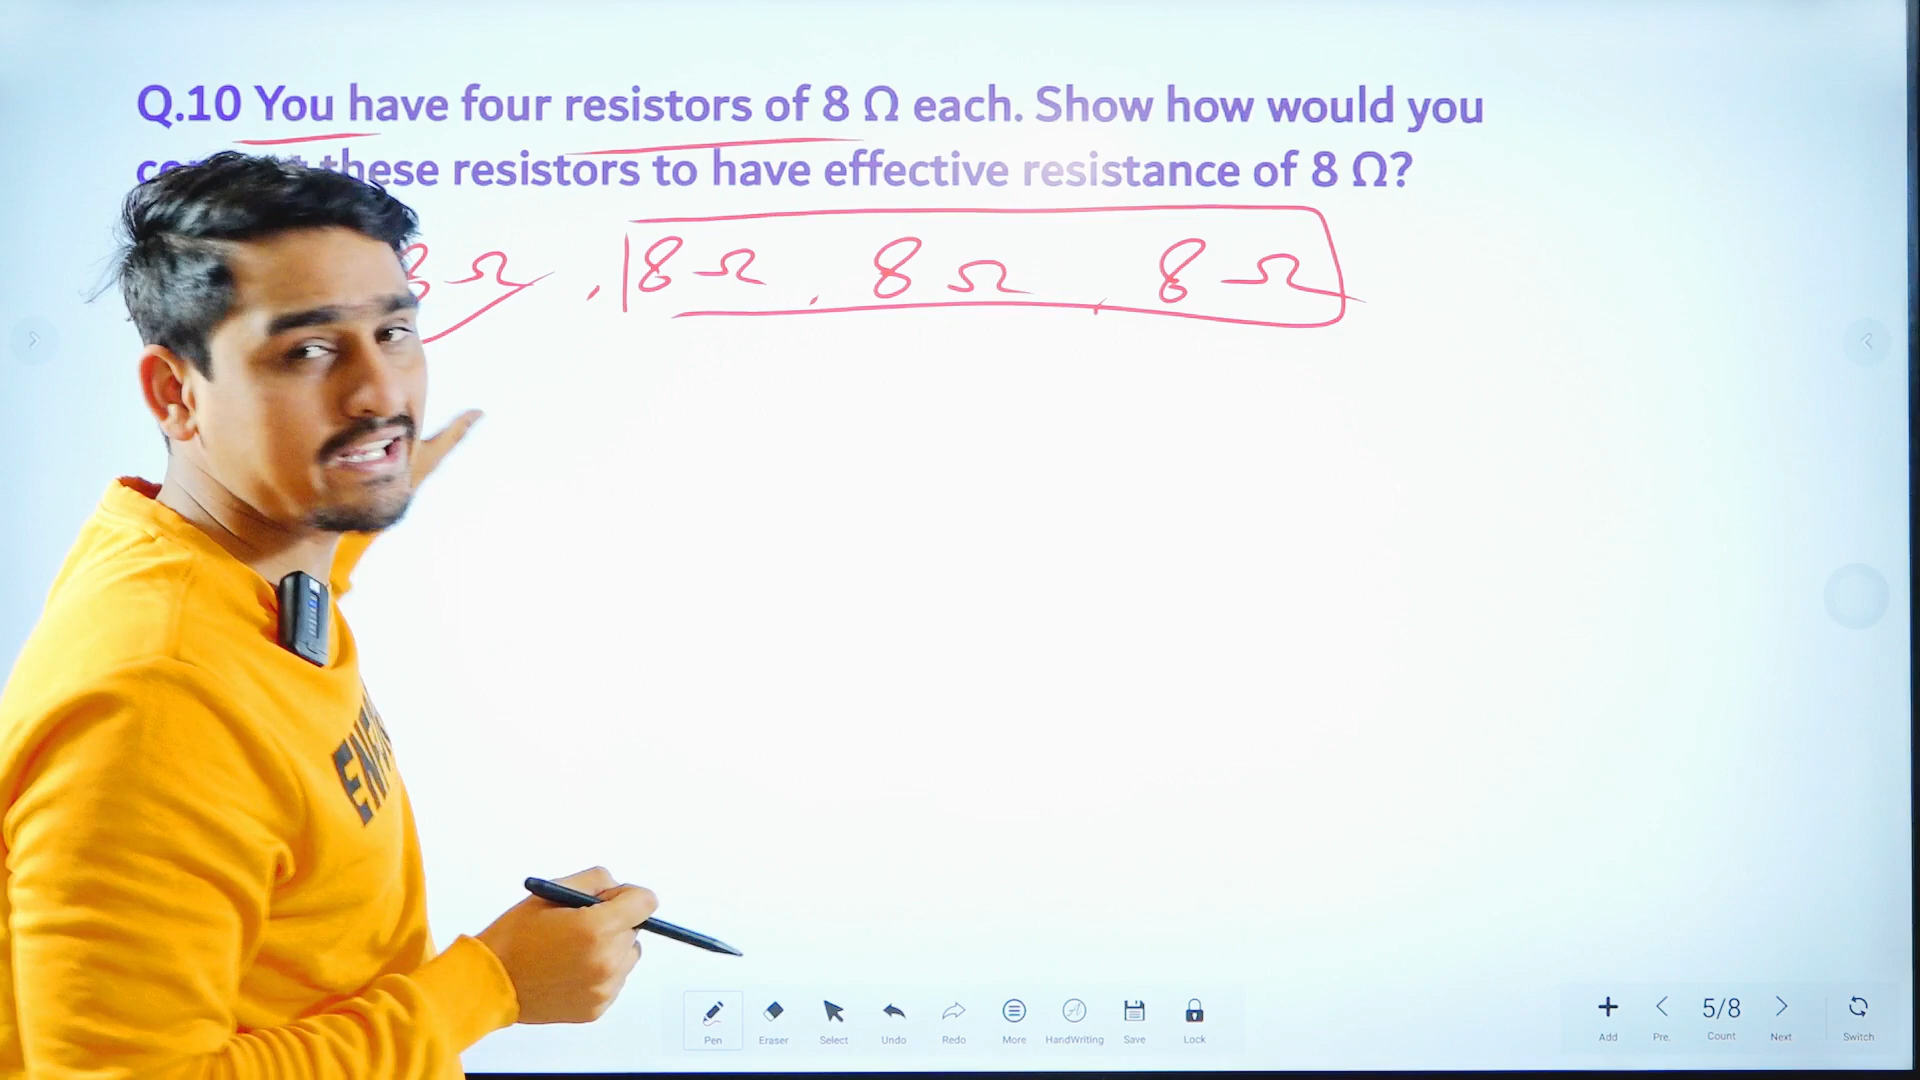 Q.10 You have four resistors of 8 Ω each. Show how would you
these resistors to have effective resistance of 8 Ω?
8 Ω , 8 Ω , 8 Ω , 8 Ω
Pen Eraser Select Undo Redo More HandWriting Save Lock
Add Pre. 5/8 Count Next Switch